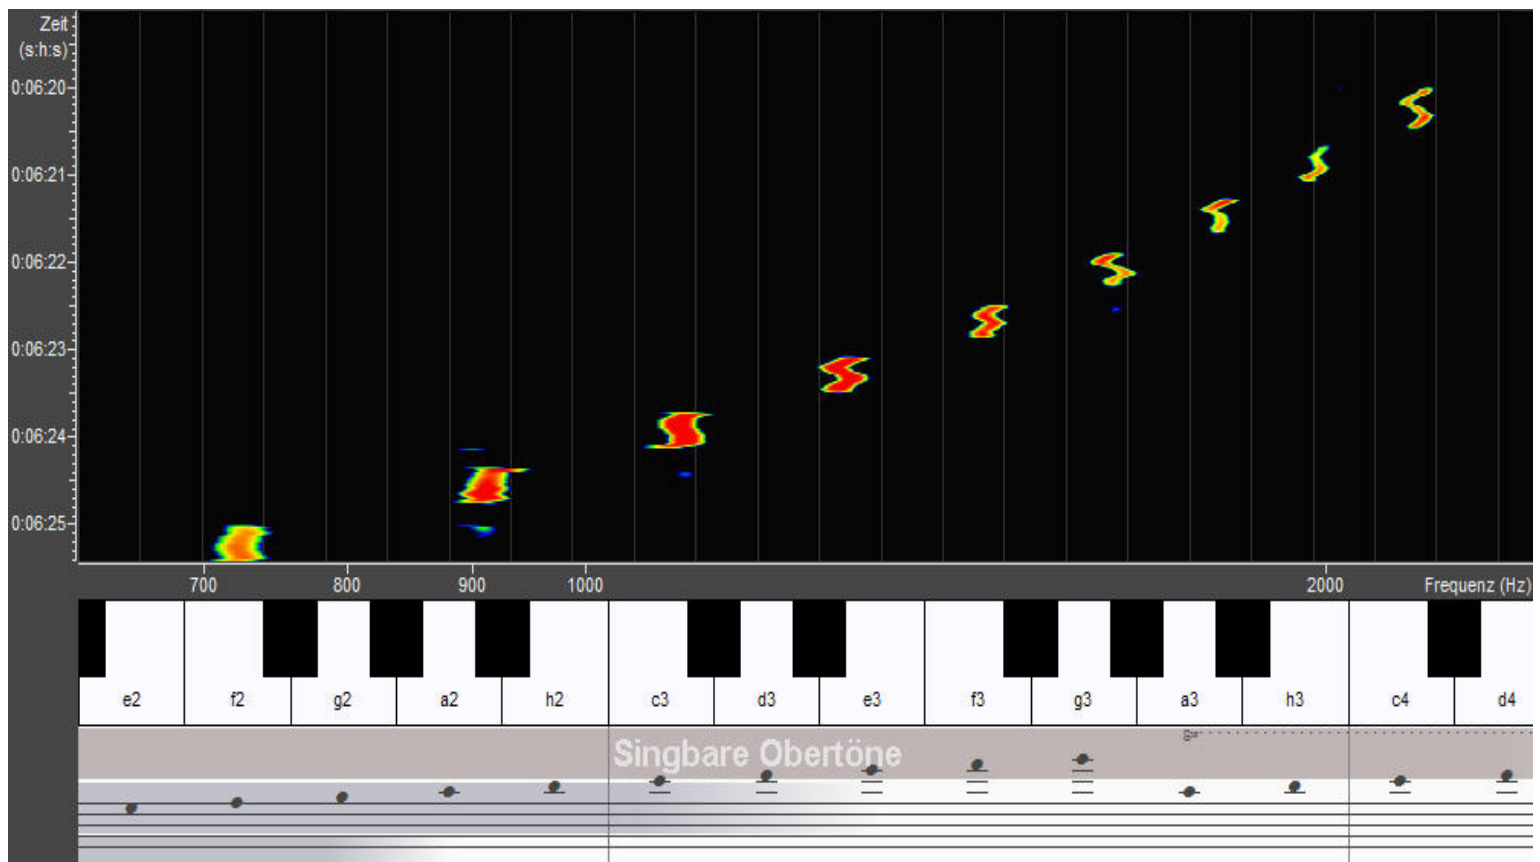 Zeit
(s:h:s)
0:06:20
0:06:21
0:06:22
0:06:23
0:06:24
0:06:25
700 800 900 1000 2000 Frequenz (Hz)
e2 f2 g2 a2 h2 c3 d3 e3 f3 g3 a3 h3 c4 d4
Singbare Obertöne